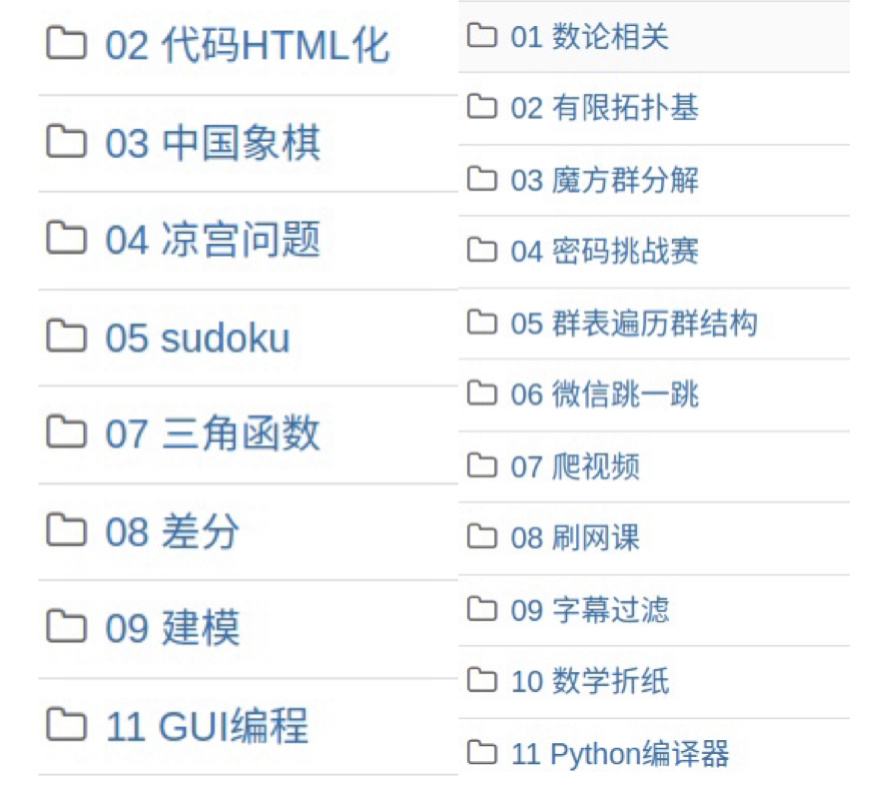 02 代码HTML化
03 中国象棋
04 凉宫问题
05 sudoku
07 三角函数
08 差分
09 建模
11 GUI编程
01 数论相关
02 有限拓扑基
03 魔方群分解
04 密码挑战赛
05 群表遍历群结构
06 微信跳一跳
07 爬视频
08 刷网课
09 字幕过滤
10 数学折纸
11 Python编译器